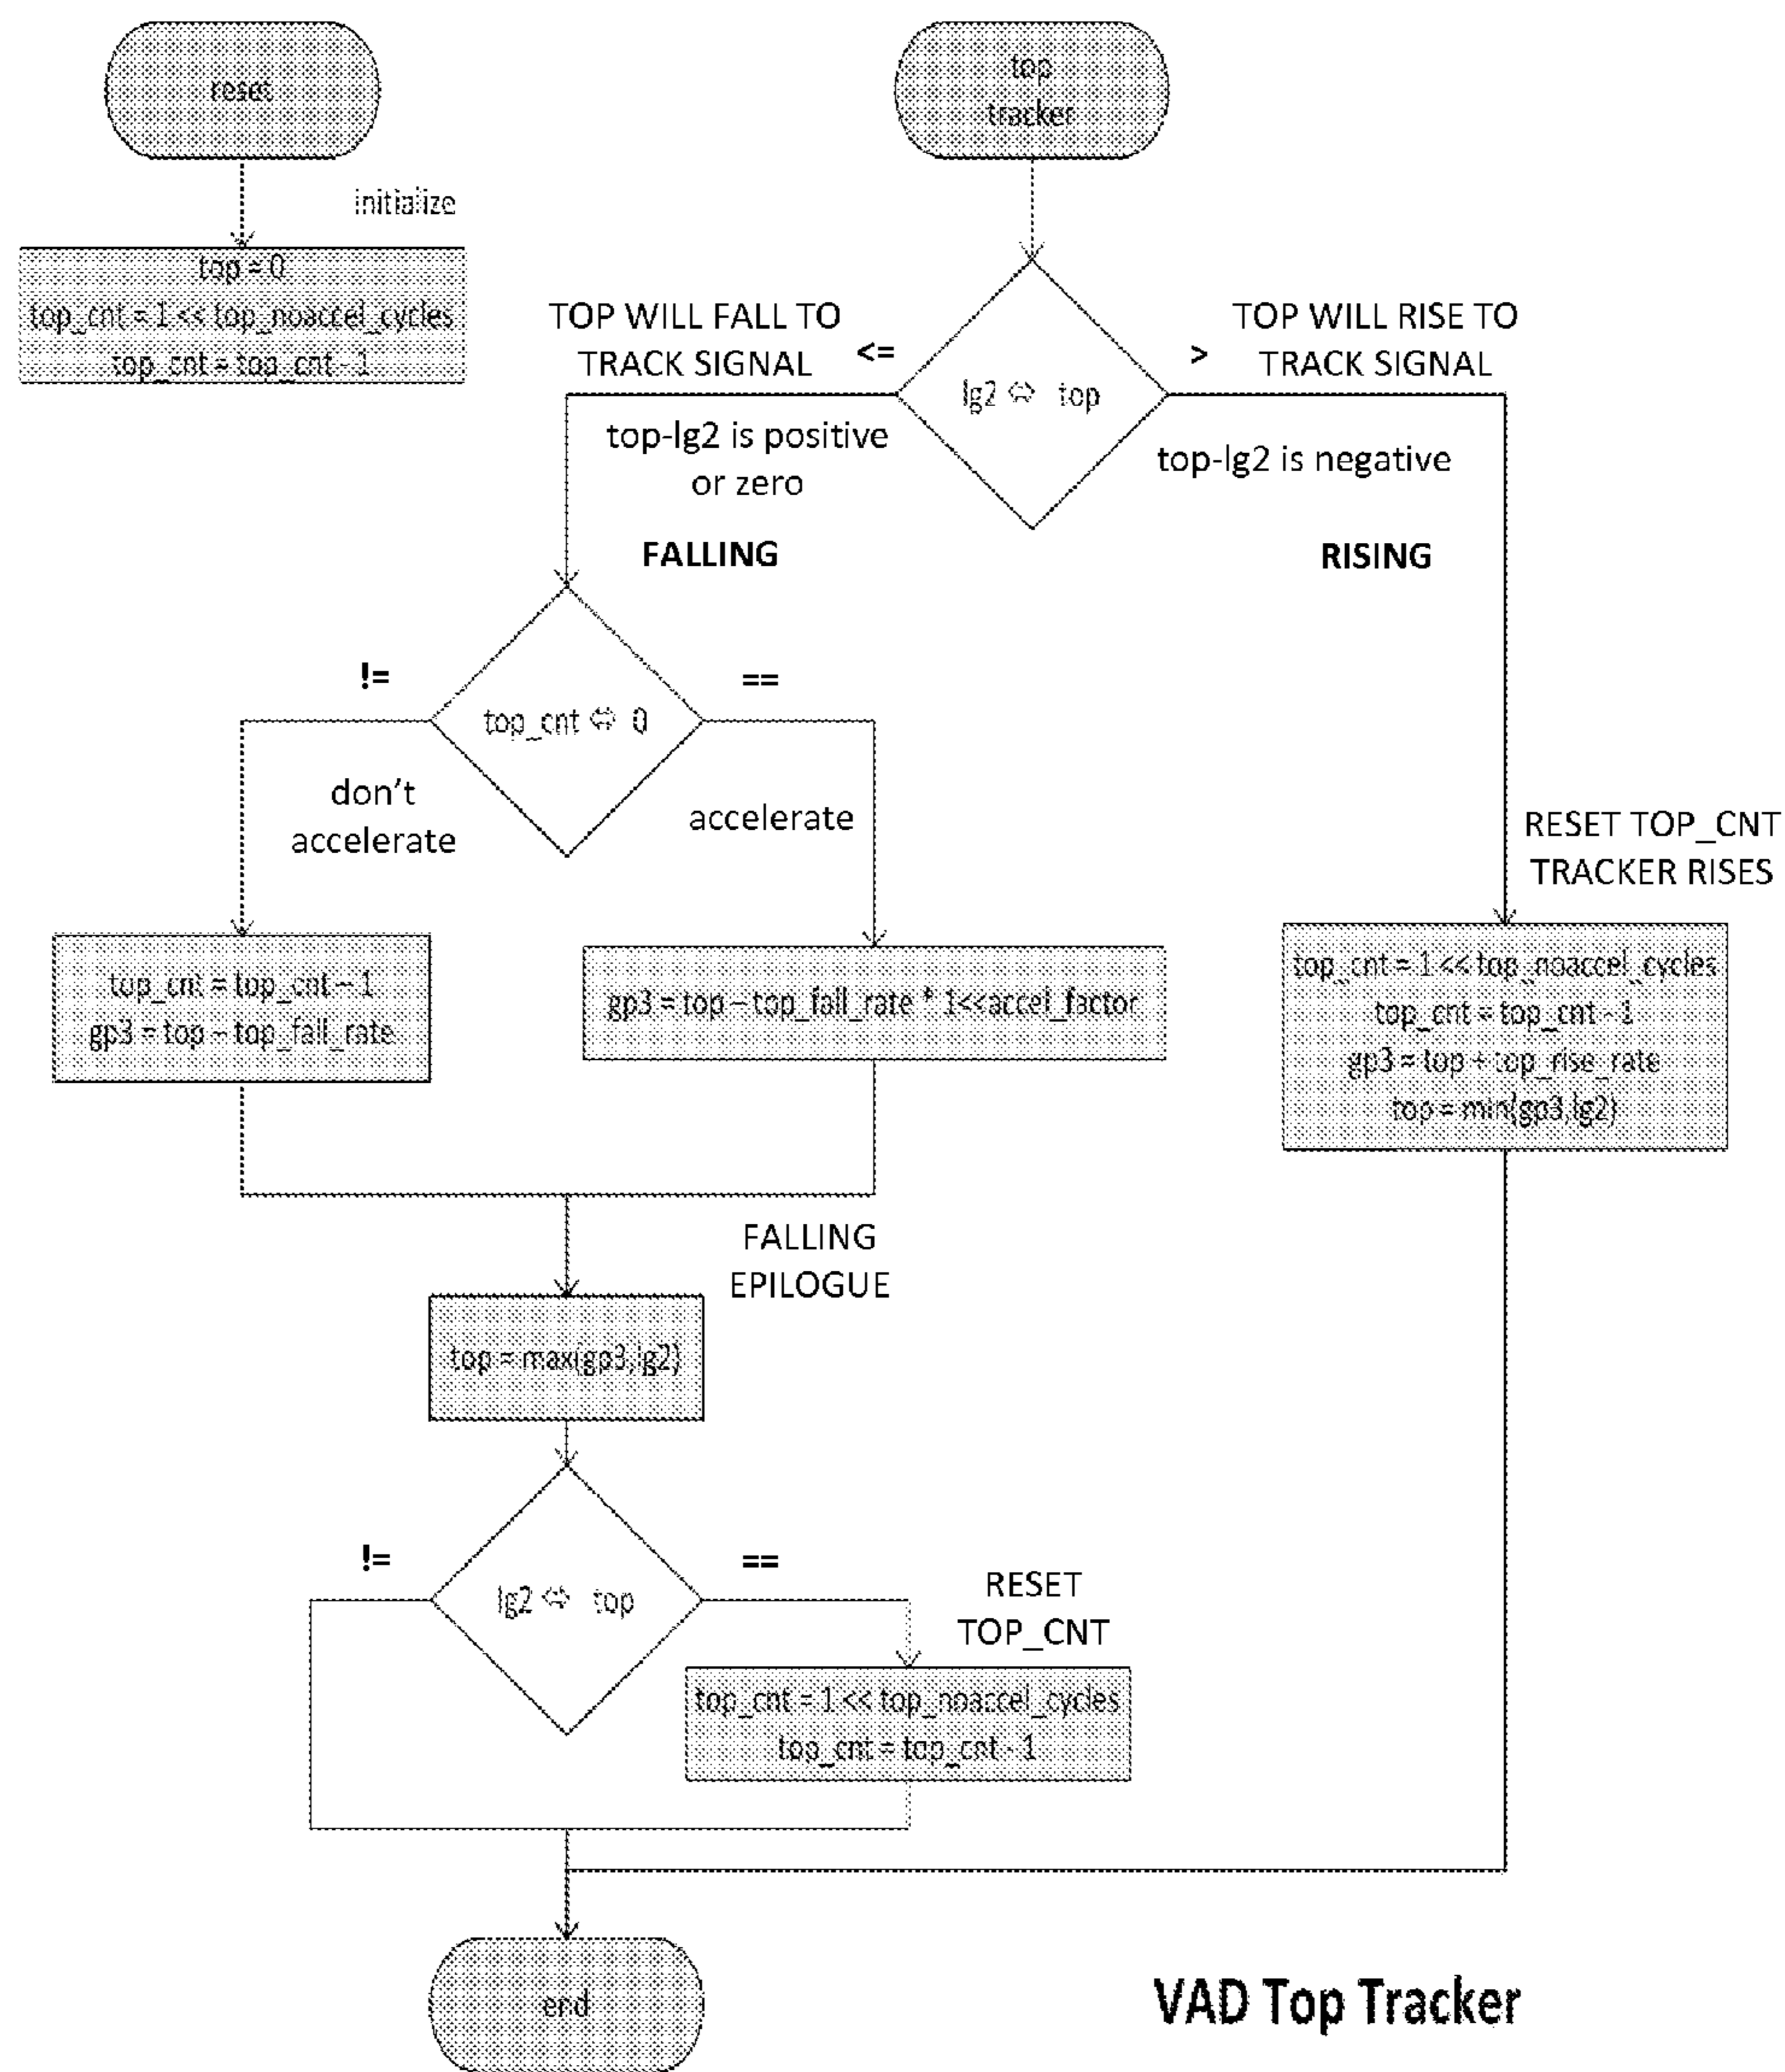 reset
initialize
top = 0
top_cnt = 1 << top_noaccel_cycles
top_cnt = top_cnt - 1
top
tracker
TOP WILL FALL TO
TRACK SIGNAL
<=
lg2 ⇔ top
>
TOP WILL RISE TO
TRACK SIGNAL
top-lg2 is positive
or zero
top-lg2 is negative
FALLING
RISING
!=
top_cnt ⇔ 0
==
don't
accelerate
accelerate
RESET TOP_CNT
TRACKER RISES
top_cnt = top_cnt – 1
gp3 = top – top_fall_rate
gp3 = top – top_fall_rate * 1<<accel_factor
top_cnt = 1 << top_noaccel_cycles
top_cnt = top_cnt - 1
gp3 = top + top_rise_rate
top = min(gp3,lg2)
FALLING
EPILOGUE
top = max(gp3,lg2)
!=
lg2 ⇔ top
==
RESET
TOP_CNT
top_cnt = 1 << top_noaccel_cycles
top_cnt = top_cnt - 1
end
VAD Top Tracker